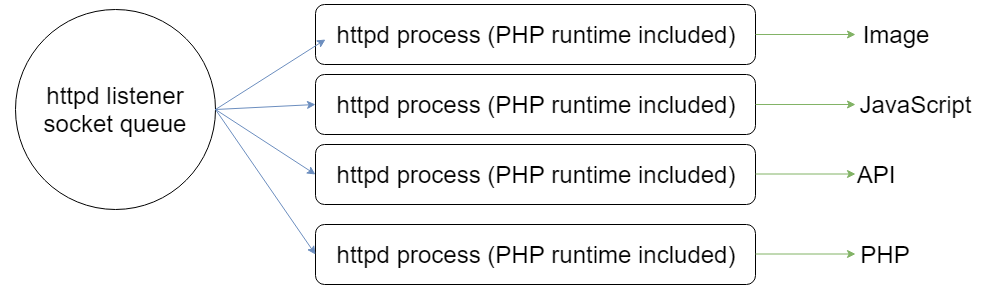 httpd listener
socket queue
httpd process (PHP runtime included)
Image
httpd process (PHP runtime included)
JavaScript
httpd process (PHP runtime included)
API
httpd process (PHP runtime included)
PHP